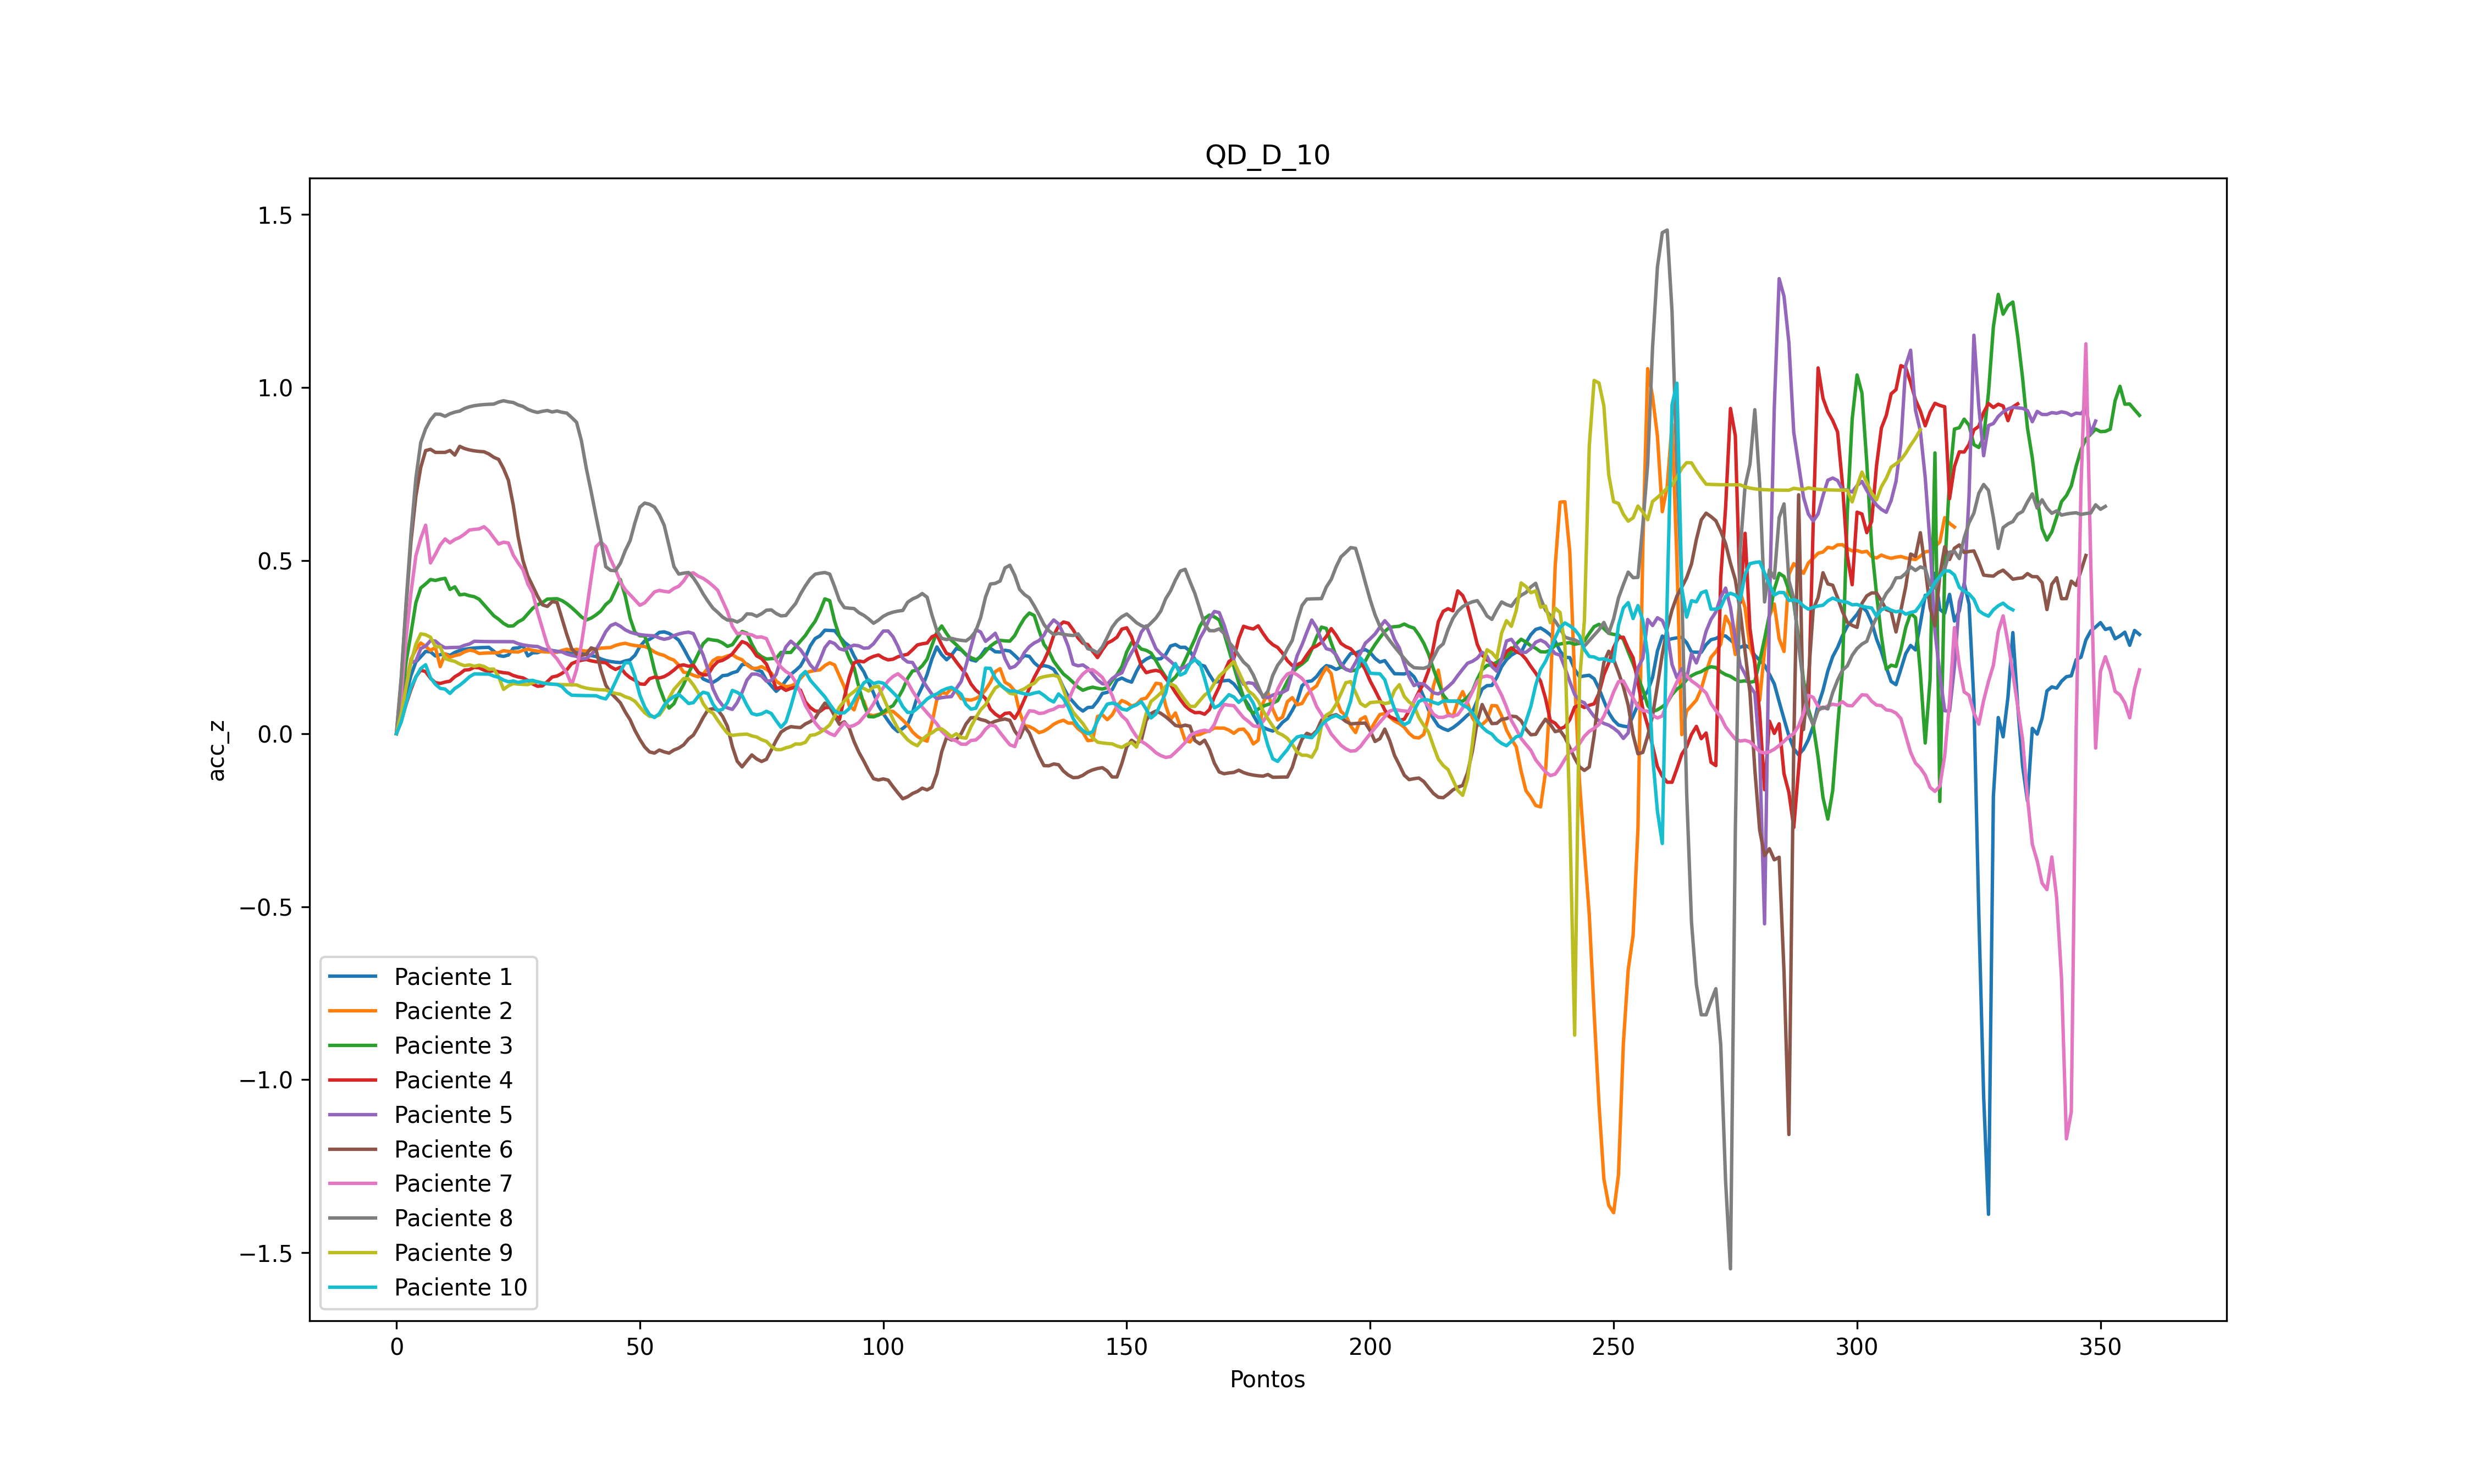 QD_D_10
1.5
1.0
0.5
0.0
−0.5
−1.0
−1.5
acc_z
Paciente 1
Paciente 2
Paciente 3
Paciente 4
Paciente 5
Paciente 6
Paciente 7
Paciente 8
Paciente 9
Paciente 10
0 50 100 150 200 250 300 350
Pontos